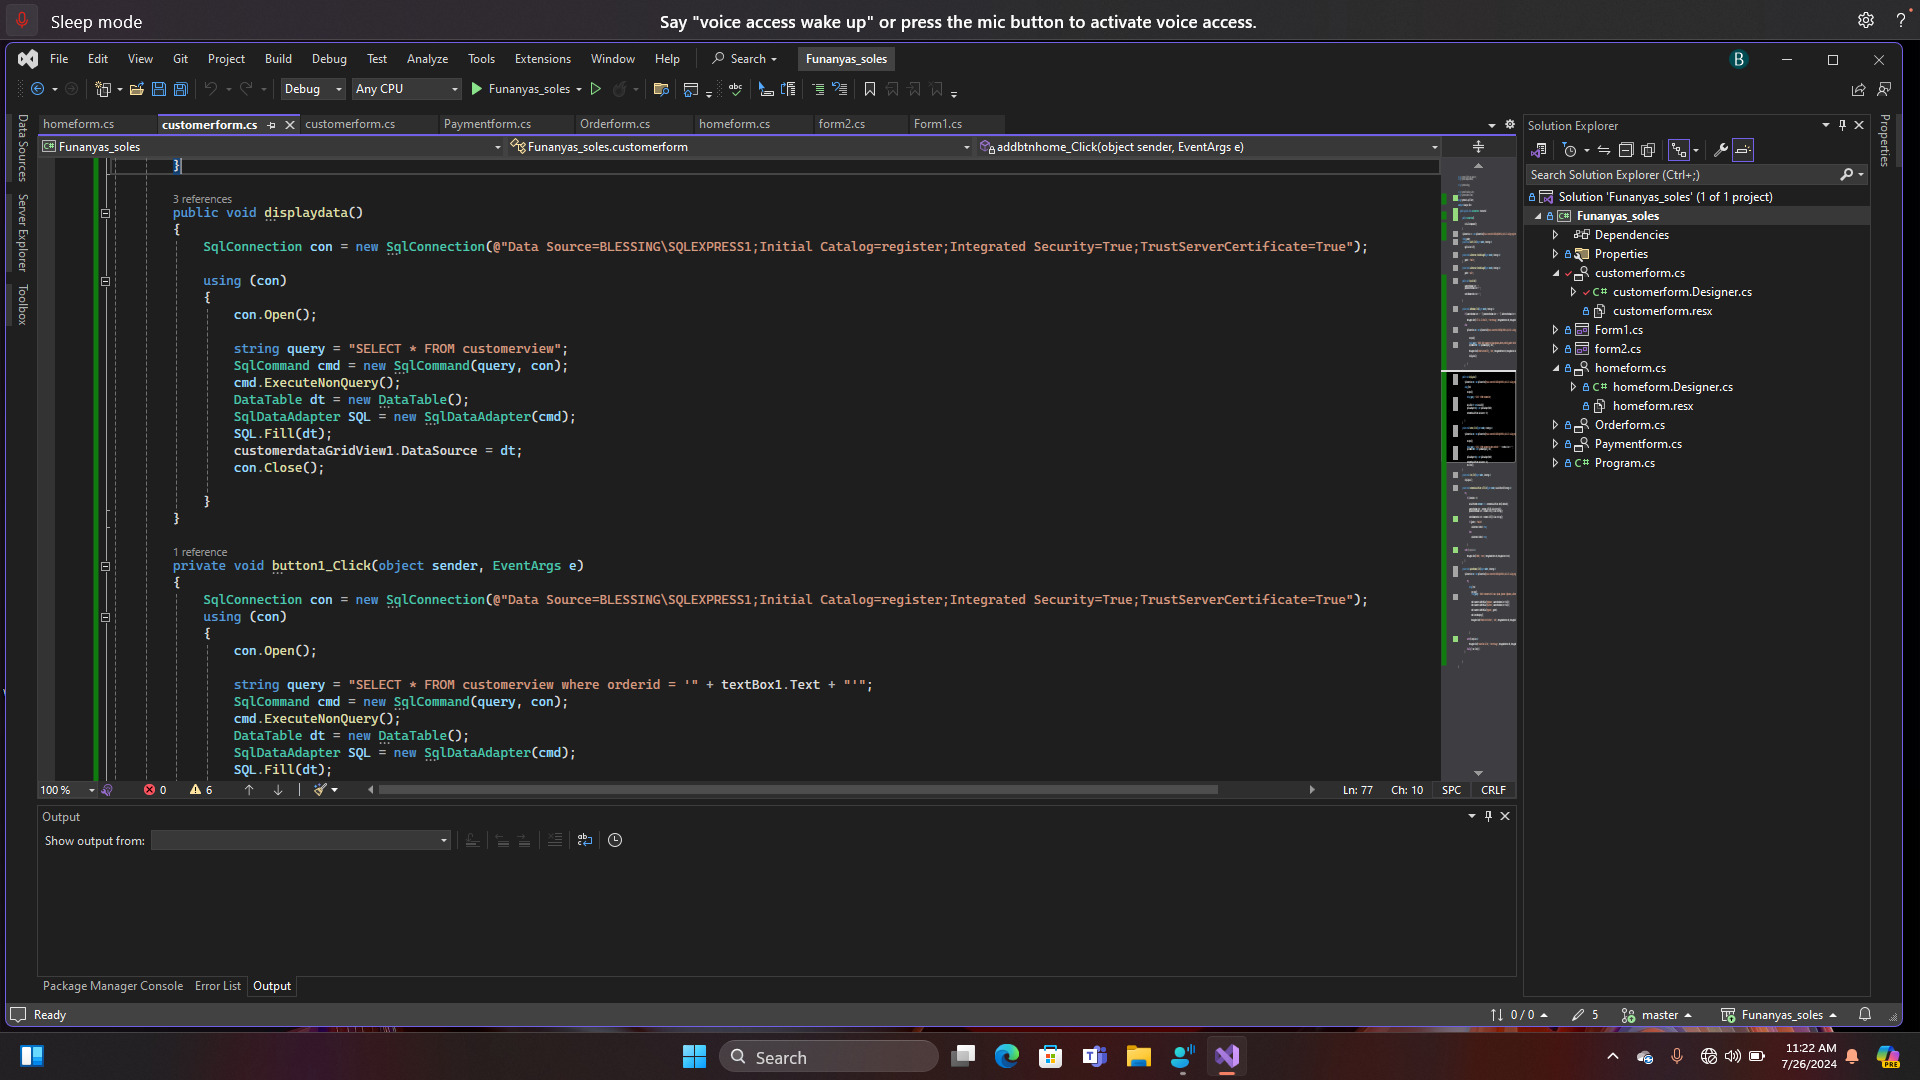 Sleep mode
Say "voice access wake up" or press the mic button to activate voice access.
File Edit View Git Project Build Debug Test Analyze Tools Extensions Window Help Search Funanyas_soles
B
Debug Any CPU Funanyas_soles
homeform.cs customerform.cs customerform.cs Paymentform.cs Orderform.cs homeform.cs form2.cs Form1.cs
Funanyas_soles Funanyas_soles.customerform addbtnhome_Click(object sender, EventArgs e)
Data Sources
Server Explorer
Toolbox
}
3 references
public void displaydata()
{
SqlConnection con = new SqlConnection(@"Data Source=BLESSING\SQLEXPRESS1;Initial Catalog=register;Integrated Security=True;TrustServerCertificate=True");
using (con)
{
con.Open();
string query = "SELECT * FROM customerview";
SqlCommand cmd = new SqlCommand(query, con);
cmd.ExecuteNonQuery();
DataTable dt = new DataTable();
SqlDataAdapter SQL = new SqlDataAdapter(cmd);
SQL.Fill(dt);
customerdataGridView1.DataSource = dt;
con.Close();
}
}
1 reference
private void button1_Click(object sender, EventArgs e)
{
SqlConnection con = new SqlConnection(@"Data Source=BLESSING\SQLEXPRESS1;Initial Catalog=register;Integrated Security=True;TrustServerCertificate=True");
using (con)
{
con.Open();
string query = "SELECT * FROM customerview where orderid = '" + textBox1.Text + "'";
SqlCommand cmd = new SqlCommand(query, con);
cmd.ExecuteNonQuery();
DataTable dt = new DataTable();
SqlDataAdapter SQL = new SqlDataAdapter(cmd);
SQL.Fill(dt);
100 % 0 6 Ln: 77 Ch: 10 SPC CRLF
Output
Show output from:
Package Manager Console Error List Output
Solution Explorer
Search Solution Explorer (Ctrl+;)
Solution 'Funanyas_soles' (1 of 1 project)
Funanyas_soles
Dependencies
Properties
customerform.cs
C# customerform.Designer.cs
customerform.resx
Form1.cs
form2.cs
homeform.cs
C# homeform.Designer.cs
homeform.resx
Orderform.cs
Paymentform.cs
C# Program.cs
Properties
Ready 0 / 0 5 master Funanyas_soles
Search
11:22 AM
7/26/2024
PRE